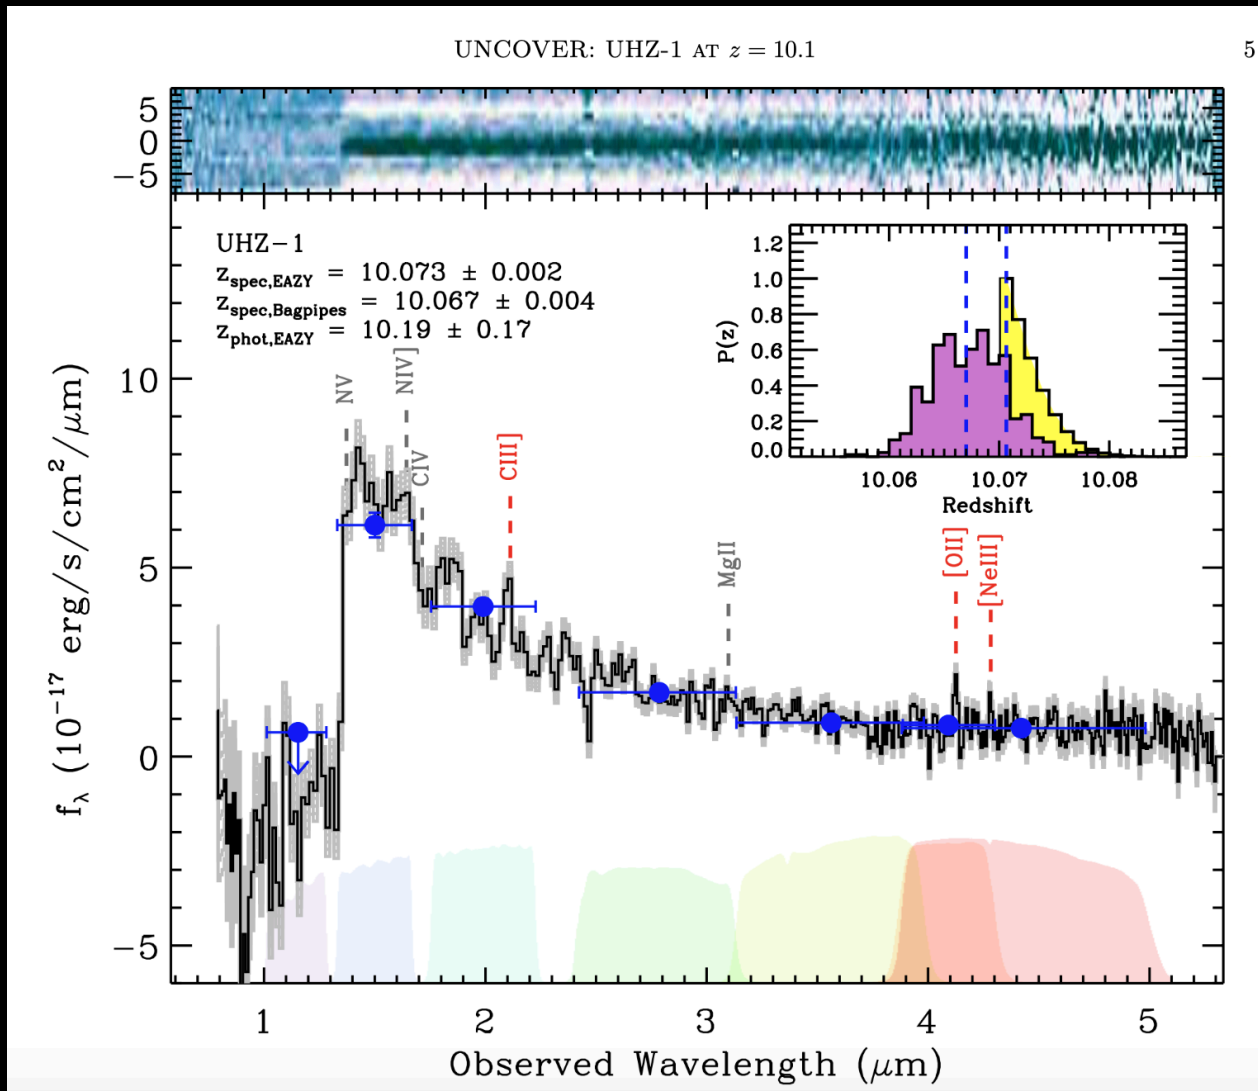 UNCOVER: UHZ-1 AT z = 10.1
5
5
0
−5
UHZ−1
z_spec,EAZY = 10.073 ± 0.002
z_spec,Bagpipes = 10.067 ± 0.004
z_phot,EAZY = 10.19 ± 0.17
NV
NIV]
CIV
CIII]
MgII
[OII]
[NeIII]
1.2
1.0
0.8
0.6
0.4
0.2
0.0
P(z)
10.06
10.07
10.08
Redshift
10
5
0
−5
f_λ (10⁻¹⁷ erg/s/cm²/μm)
1
2
3
4
5
Observed Wavelength (μm)